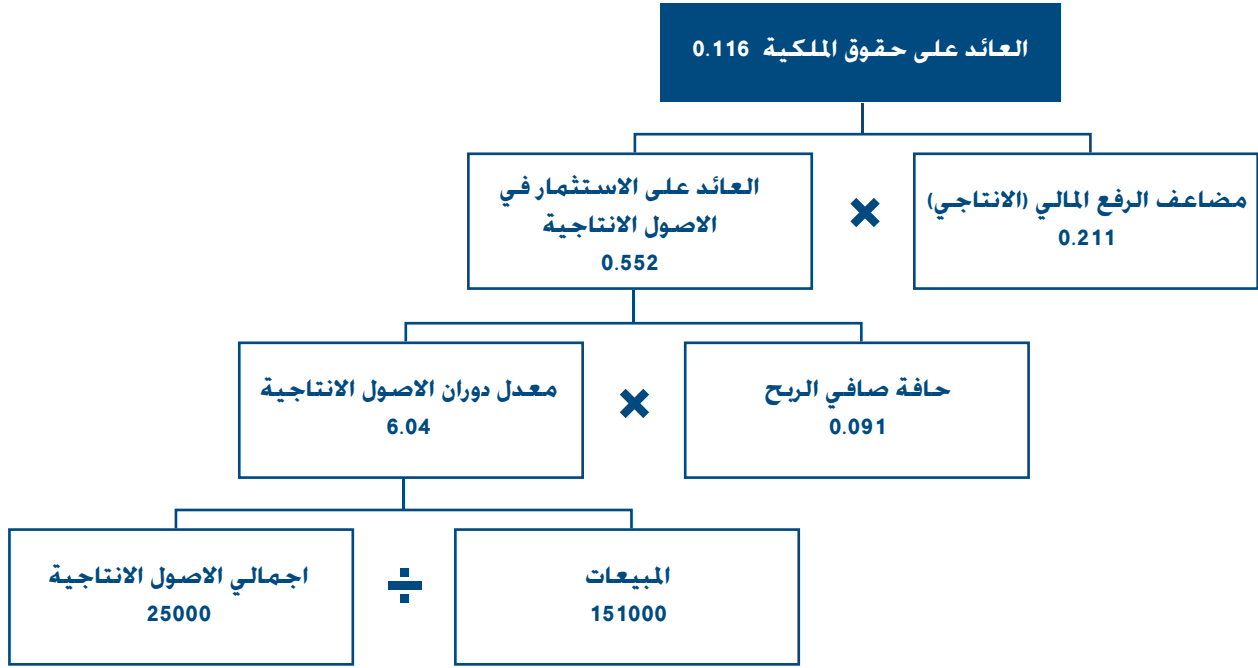 العائد على حقوق الملكية 0.116
مضاعف الرفع المالي (الانتاجي)
0.211
×
العائد على الاستثمار في
الاصول الانتاجية
0.552
حافة صافي الربح
0.091
×
معدل دوران الاصول الانتاجية
6.04
المبيعات
151000
÷
اجمالي الاصول الانتاجية
25000